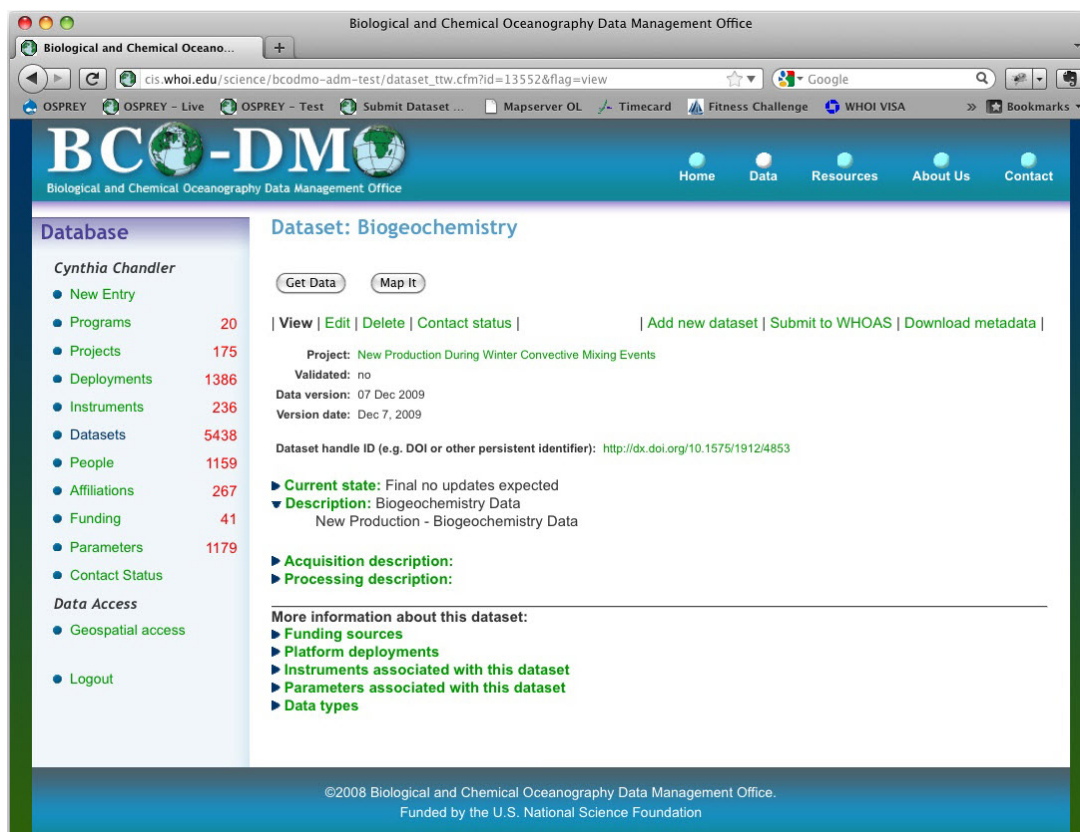 Biological and Chemical Oceanography Data Management Office
Biological and Chemical Oceano...
+
cis.whoi.edu/science/bcodmo-adm-test/dataset_ttw.cfm?id=13552&flag=view
Google
OSPREY
OSPREY - Live
OSPREY - Test
Submit Dataset ...
Mapserver OL
Timecard
Fitness Challenge
WHOI VISA
»
Bookmarks
BCO-DMO
Biological and Chemical Oceanography Data Management Office
Home
Data
Resources
About Us
Contact
Database
Cynthia Chandler
New Entry
Programs 20
Projects 175
Deployments 1386
Instruments 236
Datasets 5438
People 1159
Affiliations 267
Funding 41
Parameters 1179
Contact Status
Data Access
Geospatial access
Logout
Dataset: Biogeochemistry
Get Data
Map It
| View | Edit | Delete | Contact status |
| Add new dataset | Submit to WHOAS | Download metadata |
Project: New Production During Winter Convective Mixing Events
Validated: no
Data version: 07 Dec 2009
Version date: Dec 7, 2009
Dataset handle ID (e.g. DOI or other persistent identifier): http://dx.doi.org/10.1575/1912/4853
Current state: Final no updates expected
Description: Biogeochemistry Data
New Production - Biogeochemistry Data
Acquisition description:
Processing description:
More information about this dataset:
Funding sources
Platform deployments
Instruments associated with this dataset
Parameters associated with this dataset
Data types
©2008 Biological and Chemical Oceanography Data Management Office.
Funded by the U.S. National Science Foundation